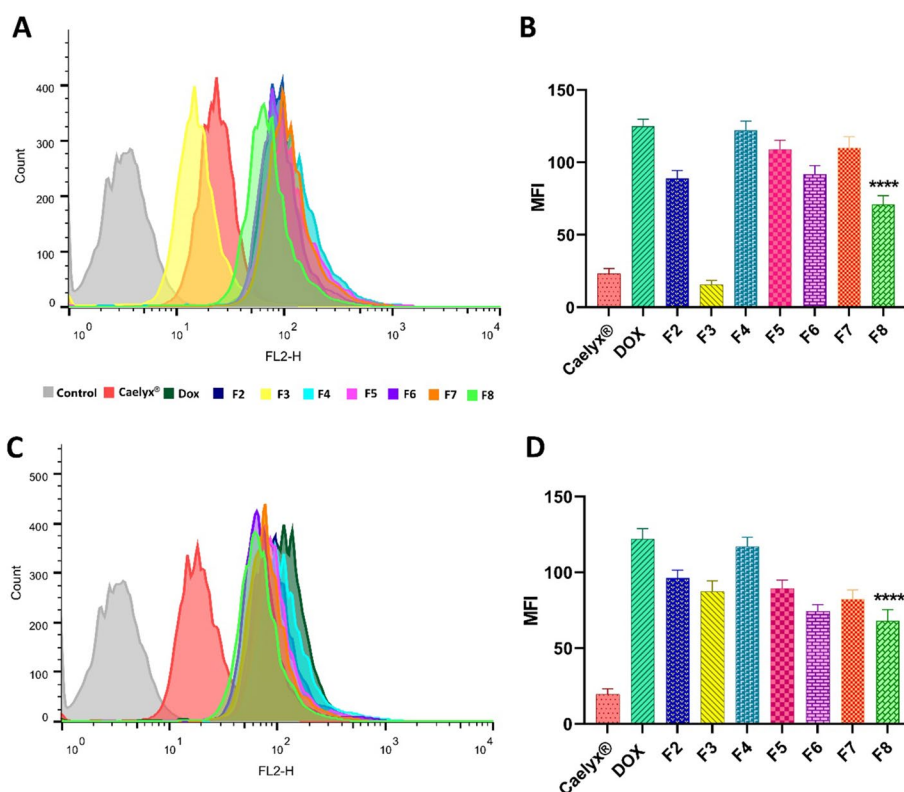 A
400
300
200
100
0
Count
10⁰
10¹
10²
10³
10⁴
FL2-H
B
150
100
50
0
MFI
Caelyx®
DOX
F2
F3
F4
F5
F6
F7
F8
****
Control Caelyx® Dox F2 F3 F4 F5 F6 F7 F8
C
500
400
300
200
100
0
Count
10⁰
10¹
10²
10³
10⁴
FL2-H
D
150
100
50
0
MFI
Caelyx®
DOX
F2
F3
F4
F5
F6
F7
F8
****